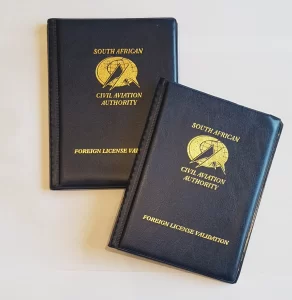 SOUTH AFRICAN
CIVIL AVIATION
AUTHORITY
FOREIGN LICENSE VALIDATION
SOUTH AFRICAN
CIVIL AVIATION
AUTHORITY
FOREIGN LICENSE VALIDATION